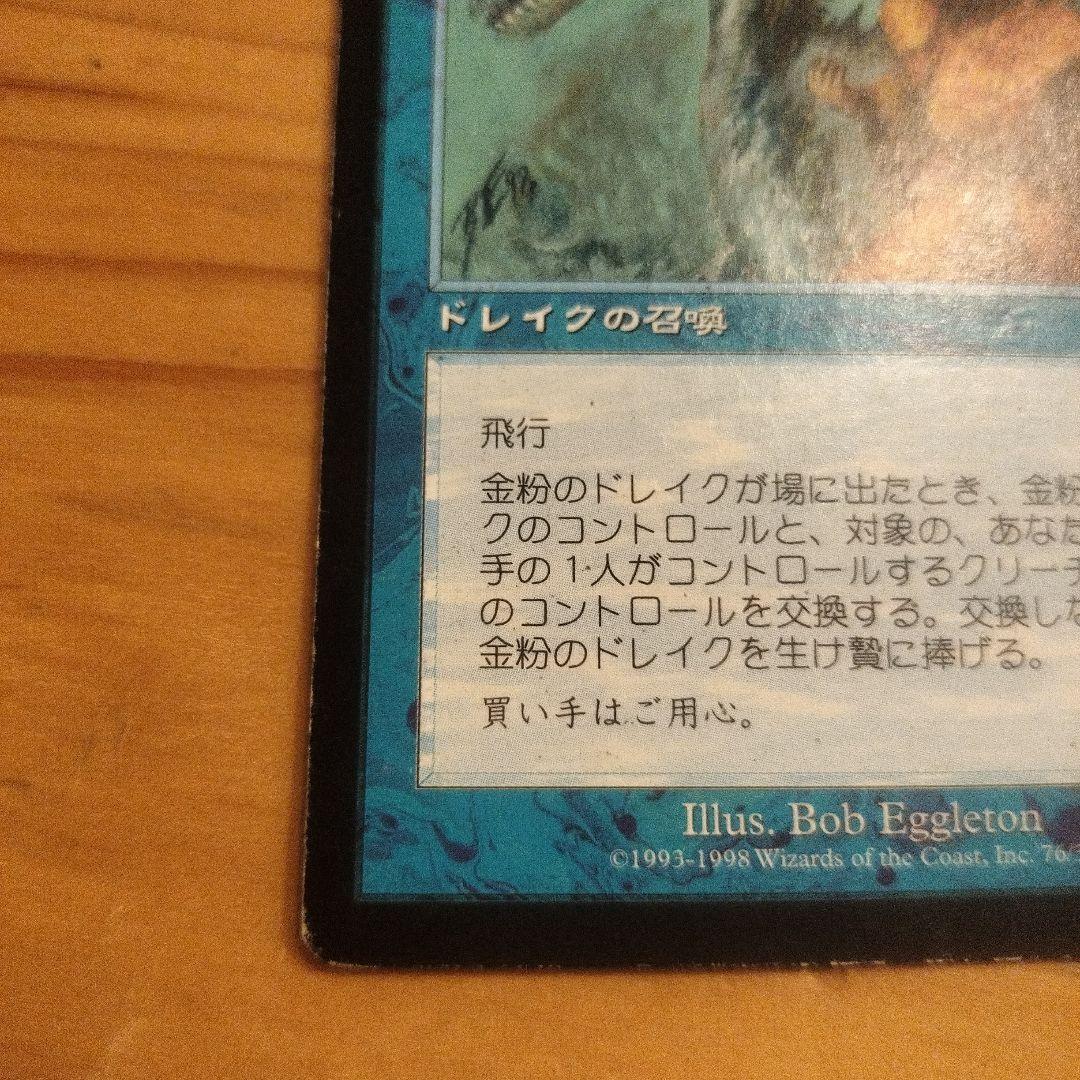 ドレイクの召喚
飛行
金粉のドレイクが場に出たとき、金粉
クのコントロールと、対象の、あなた
手の1人がコントロールするクリーチ
のコントロールを交換する。交換しな
金粉のドレイクを生け贄に捧げる。
買い手はご用心。
Illus. Bob Eggleton
©1993-1998 Wizards of the Coast, Inc. 76